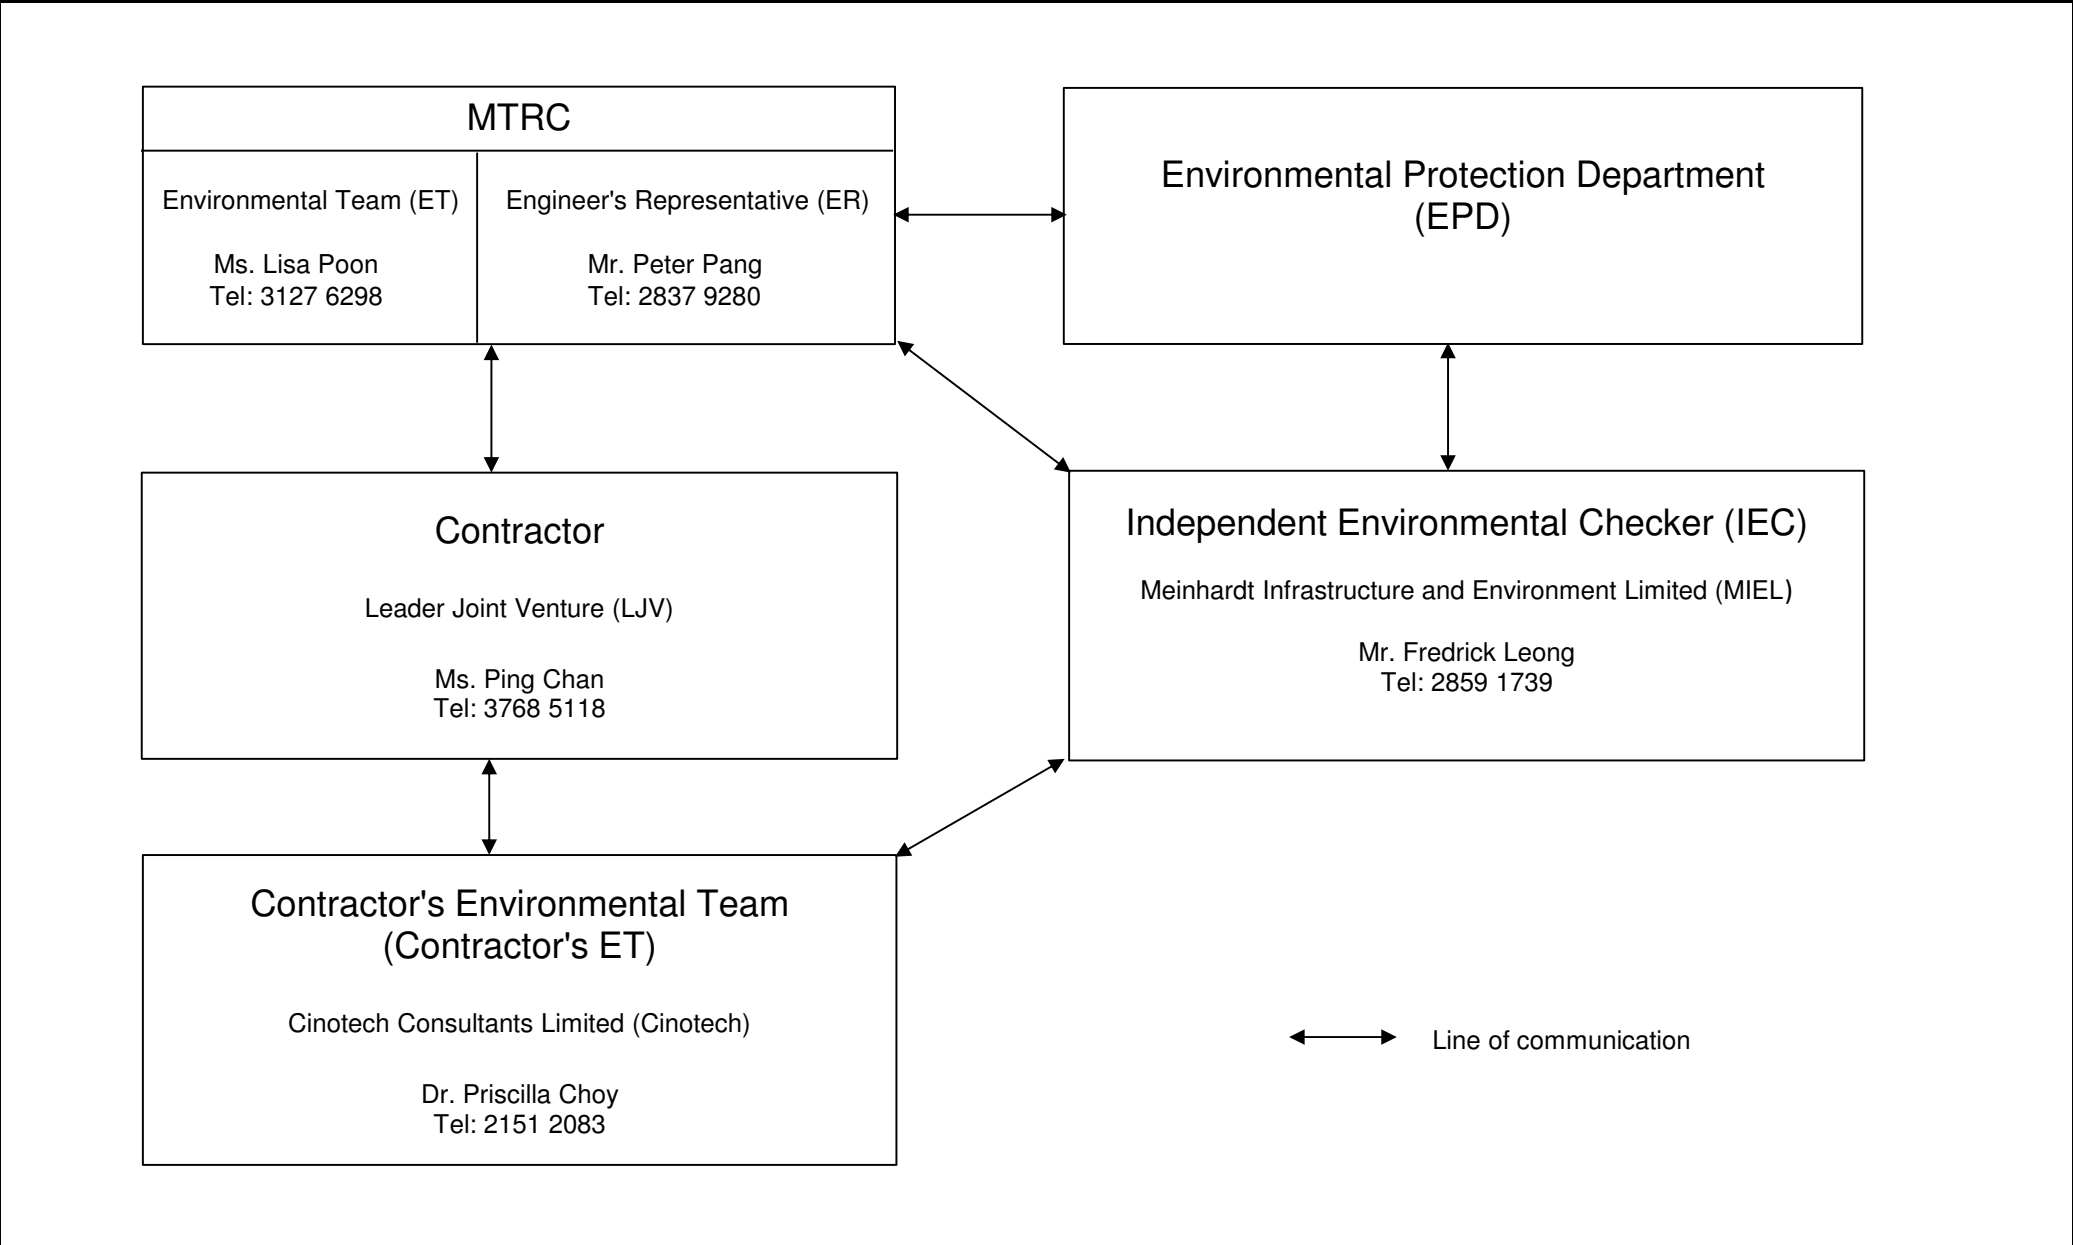 MTRC
Environmental Team (ET)
Ms. Lisa Poon
Tel: 3127 6298
Engineer's Representative (ER)
Mr. Peter Pang
Tel: 2837 9280
Environmental Protection Department
(EPD)
Contractor
Leader Joint Venture (LJV)
Ms. Ping Chan
Tel: 3768 5118
Independent Environmental Checker (IEC)
Meinhardt Infrastructure and Environment Limited (MIEL)
Mr. Fredrick Leong
Tel: 2859 1739
Contractor's Environmental Team
(Contractor's ET)
Cinotech Consultants Limited (Cinotech)
Dr. Priscilla Choy
Tel: 2151 2083
Line of communication